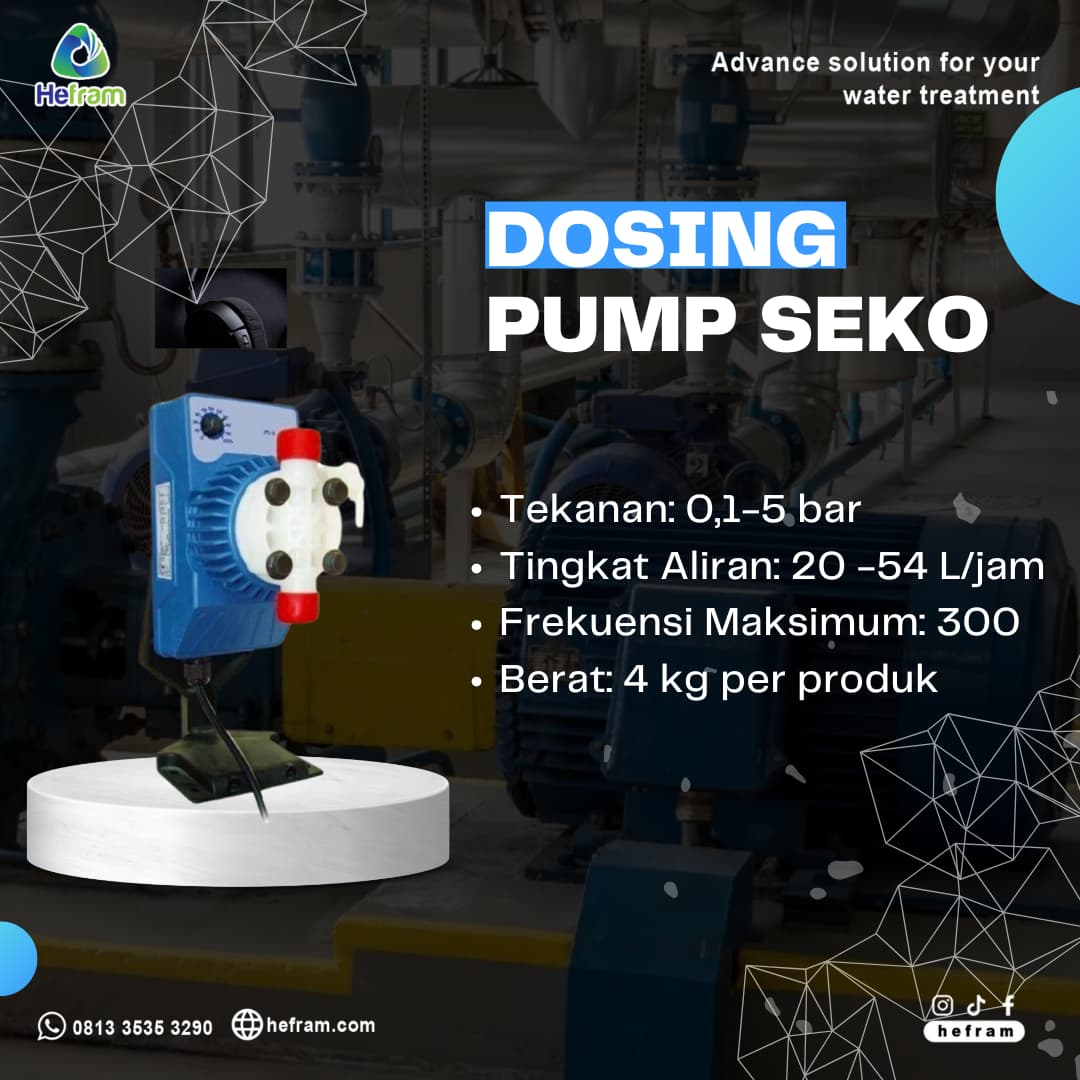 Hefram
Advance solution for your
water treatment
DOSING
PUMP SEKO
• Tekanan: 0,1-5 bar
• Tingkat Aliran: 20 -54 L/jam
• Frekuensi Maksimum: 300
• Berat: 4 kg per produk
0813 3535 3290 hefram.com
hefram